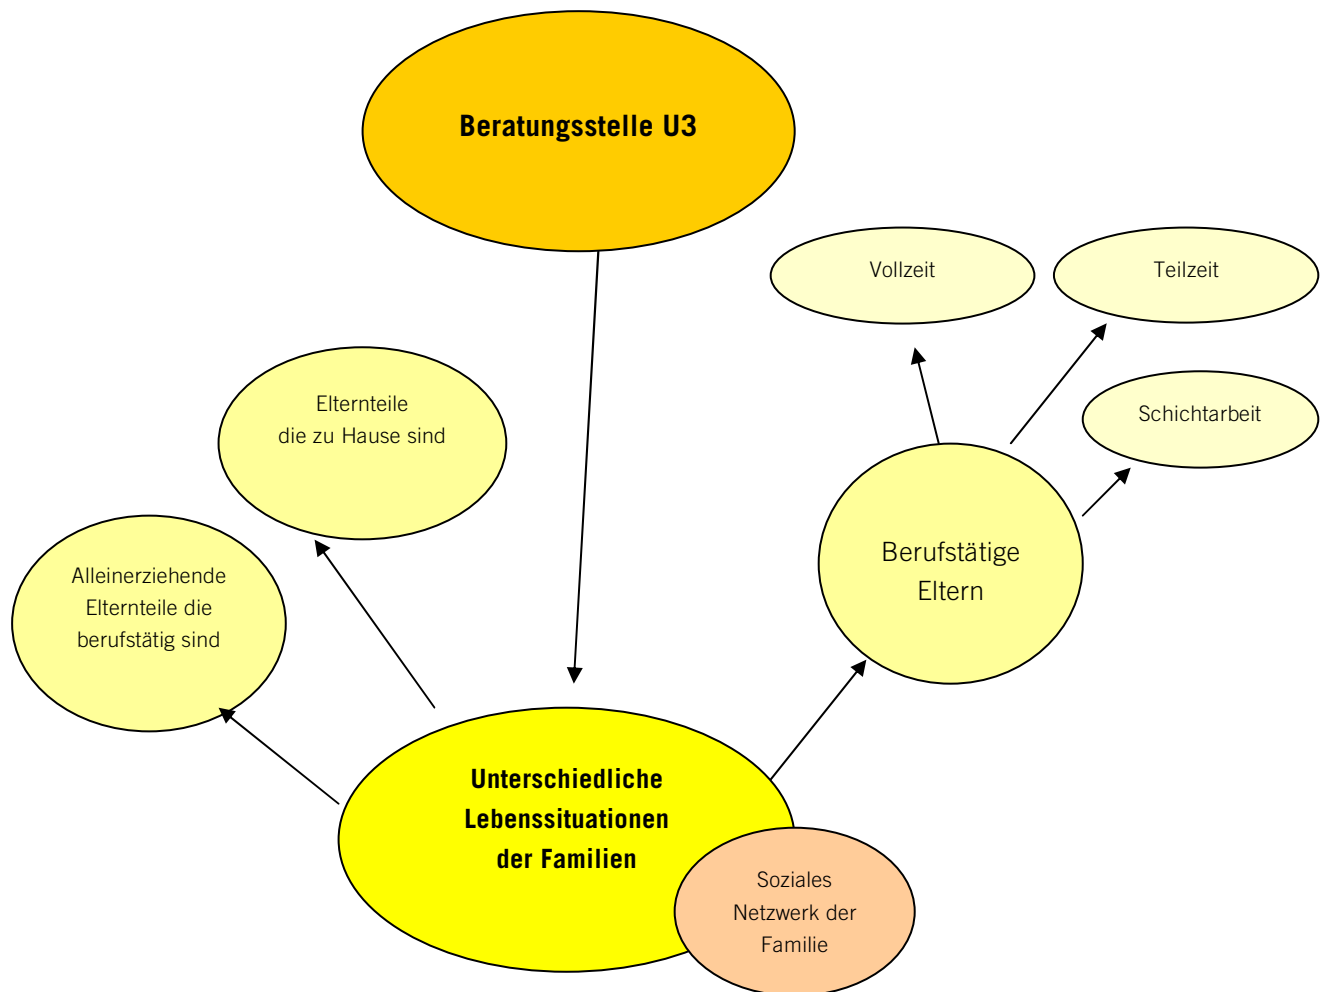 Beratungsstelle U3
Vollzeit
Teilzeit
Elternteile
die zu Hause sind
Schichtarbeit
Berufstätige
Eltern
Alleinerziehende
Elternteile die
berufstätig sind
Unterschiedliche
Lebenssituationen
der Familien
Soziales
Netzwerk der
Familie